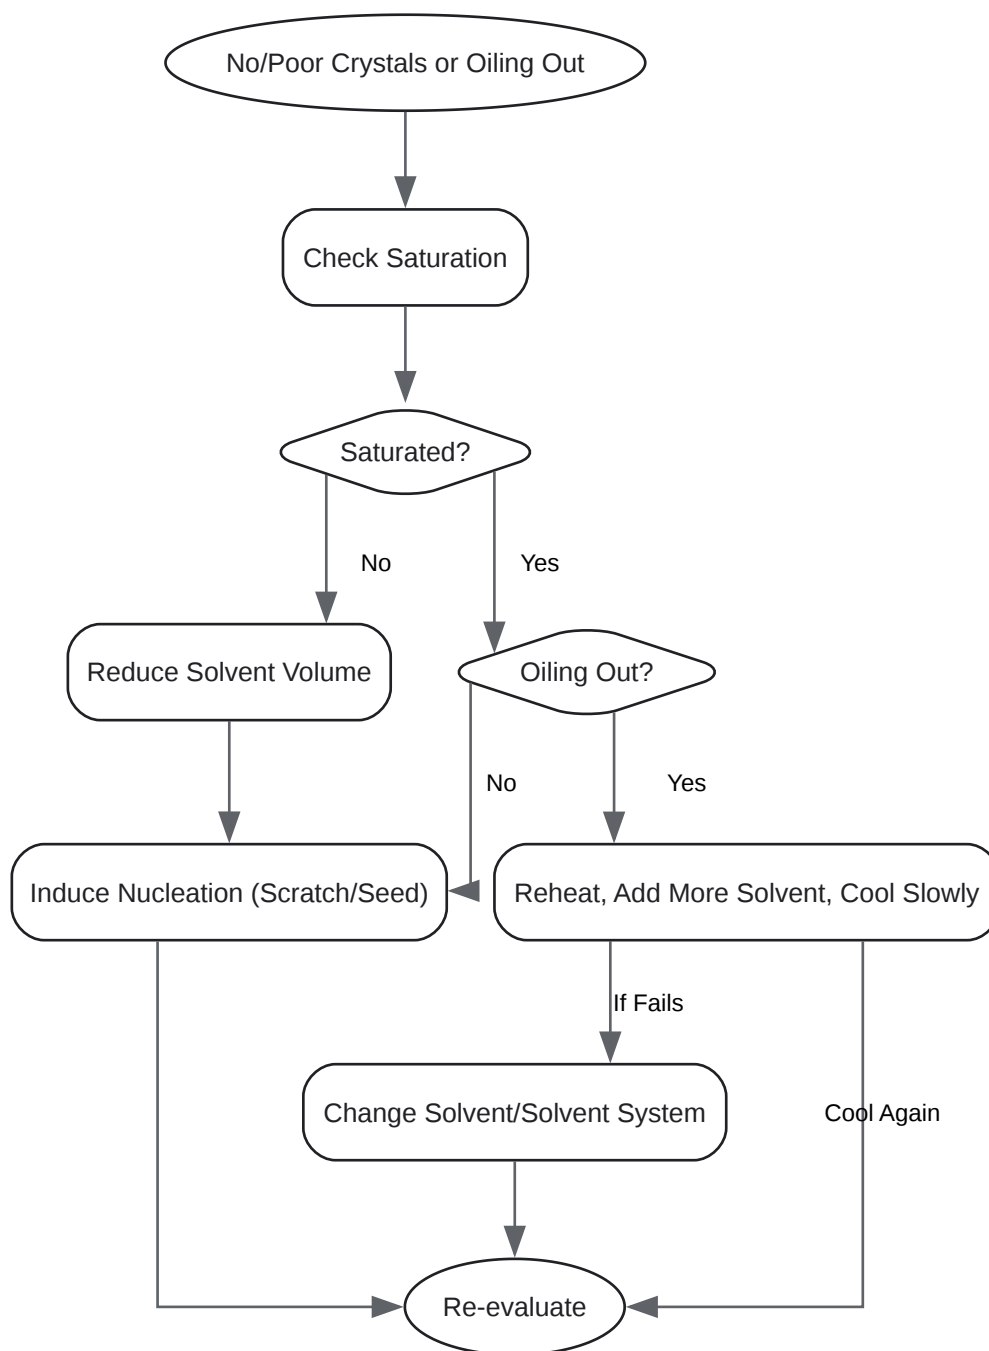 No/Poor Crystals or Oiling Out
Check Saturation
Saturated?
No
Yes
Reduce Solvent Volume
Oiling Out?
No
Yes
Induce Nucleation (Scratch/Seed)
Reheat, Add More Solvent, Cool Slowly
If Fails
Change Solvent/Solvent System
Cool Again
Re-evaluate